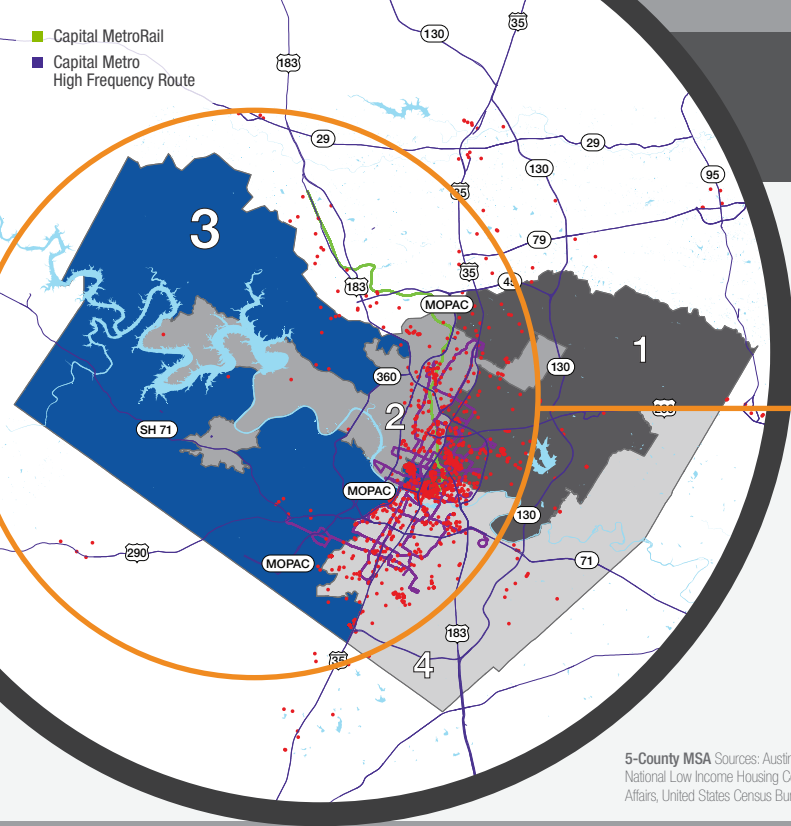 Capital MetroRail
Capital Metro
High Frequency Route
35
130
183
29
29
130
95
35
3
79
35
45
183
MOPAC
1
130
360
2
SH 71
MOPAC
130
290
MOPAC
71
183
35
4
5-County MSA Sources: Austin
National Low Income Housing
Affairs, United States Census